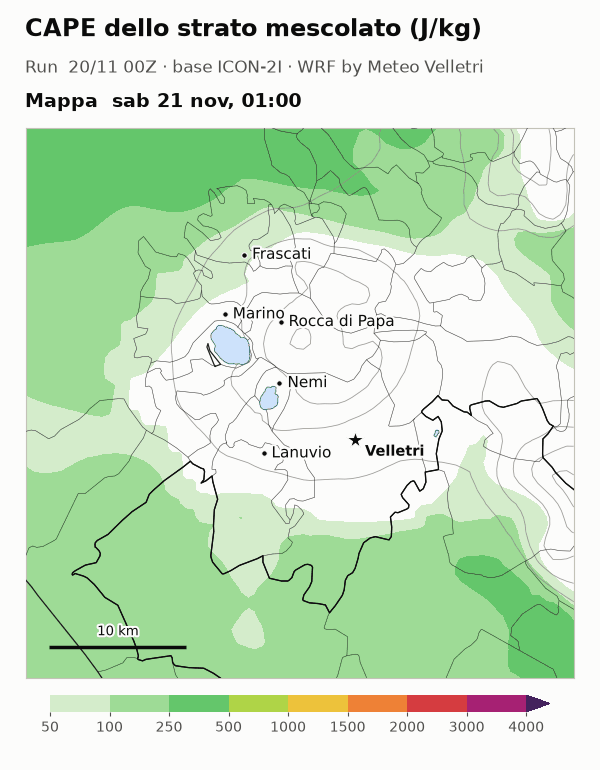 CAPE dello strato mescolato (J/kg)
Run  20/11 00Z · base ICON-2I · WRF by Meteo Velletri
Mappa  sab 21 nov, 01:00
Frascati
Marino
Rocca di Papa
Nemi
Lanuvio
Velletri
10 km
50 100 250 500 1000 1500 2000 3000 4000